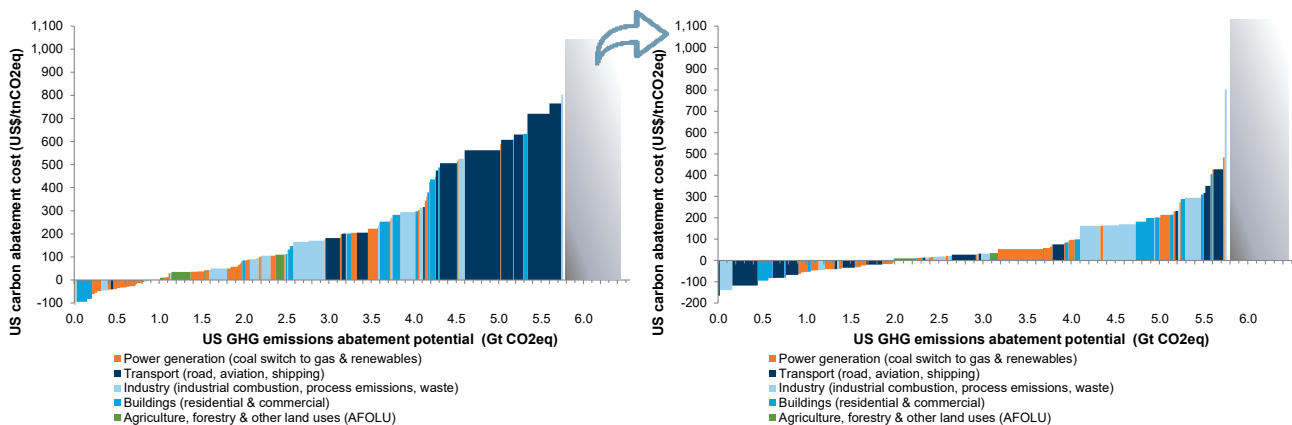 US carbon abatement cost (US$/tnCO2eq)
1,100
1,000
900
800
700
600
500
400
300
200
100
0
-100
0.0 0.5 1.0 1.5 2.0 2.5 3.0 3.5 4.0 4.5 5.0 5.5 6.0
US GHG emissions abatement potential (Gt CO2eq)
Power generation (coal switch to gas & renewables)
Transport (road, aviation, shipping)
Industry (industrial combustion, process emissions, waste)
Buildings (residential & commercial)
Agriculture, forestry & other land uses (AFOLU)
US carbon abatement cost (US$/tnCO2eq)
1,100
1,000
900
800
700
600
500
400
300
200
100
0
-100
-200
0.0 0.5 1.0 1.5 2.0 2.5 3.0 3.5 4.0 4.5 5.0 5.5 6.0
US GHG emissions abatement potential (Gt CO2eq)
Power generation (coal switch to gas & renewables)
Transport (road, aviation, shipping)
Industry (industrial combustion, process emissions, waste)
Buildings (residential & commercial)
Agriculture, forestry & other land uses (AFOLU)